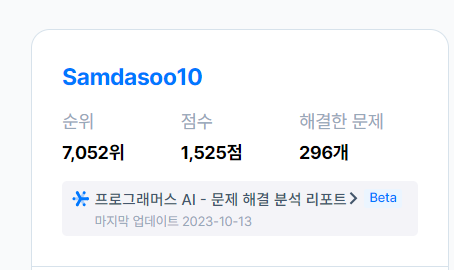 Samdasoo10
순위 점수 해결한 문제
7,052위 1,525점 296개
프로그래머스 AI - 문제 해결 분석 리포트 Beta
마지막 업데이트 2023-10-13